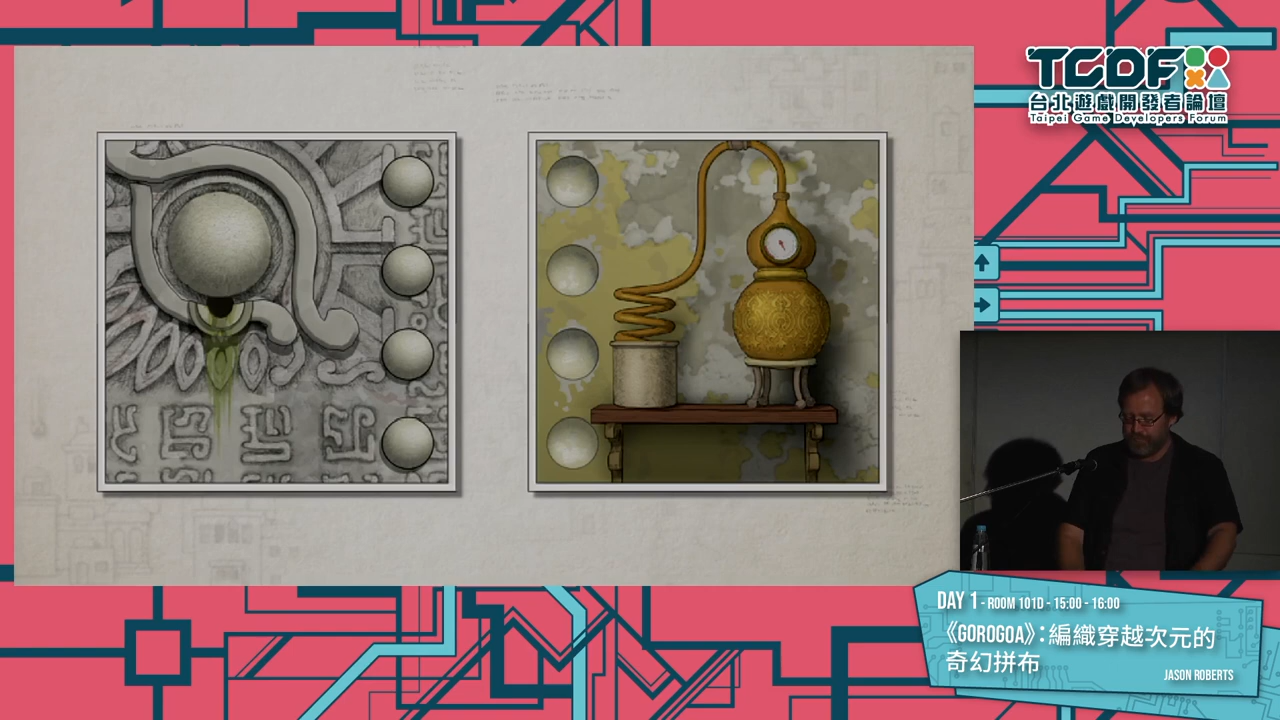 TGDF
台北遊戲開發者論壇
Taipei Game Developers Forum
DAY 1 - ROOM 101D - 15:00 - 16:00
《GOROGOA》:編織穿越次元的
奇幻拼布
JASON ROBERTS